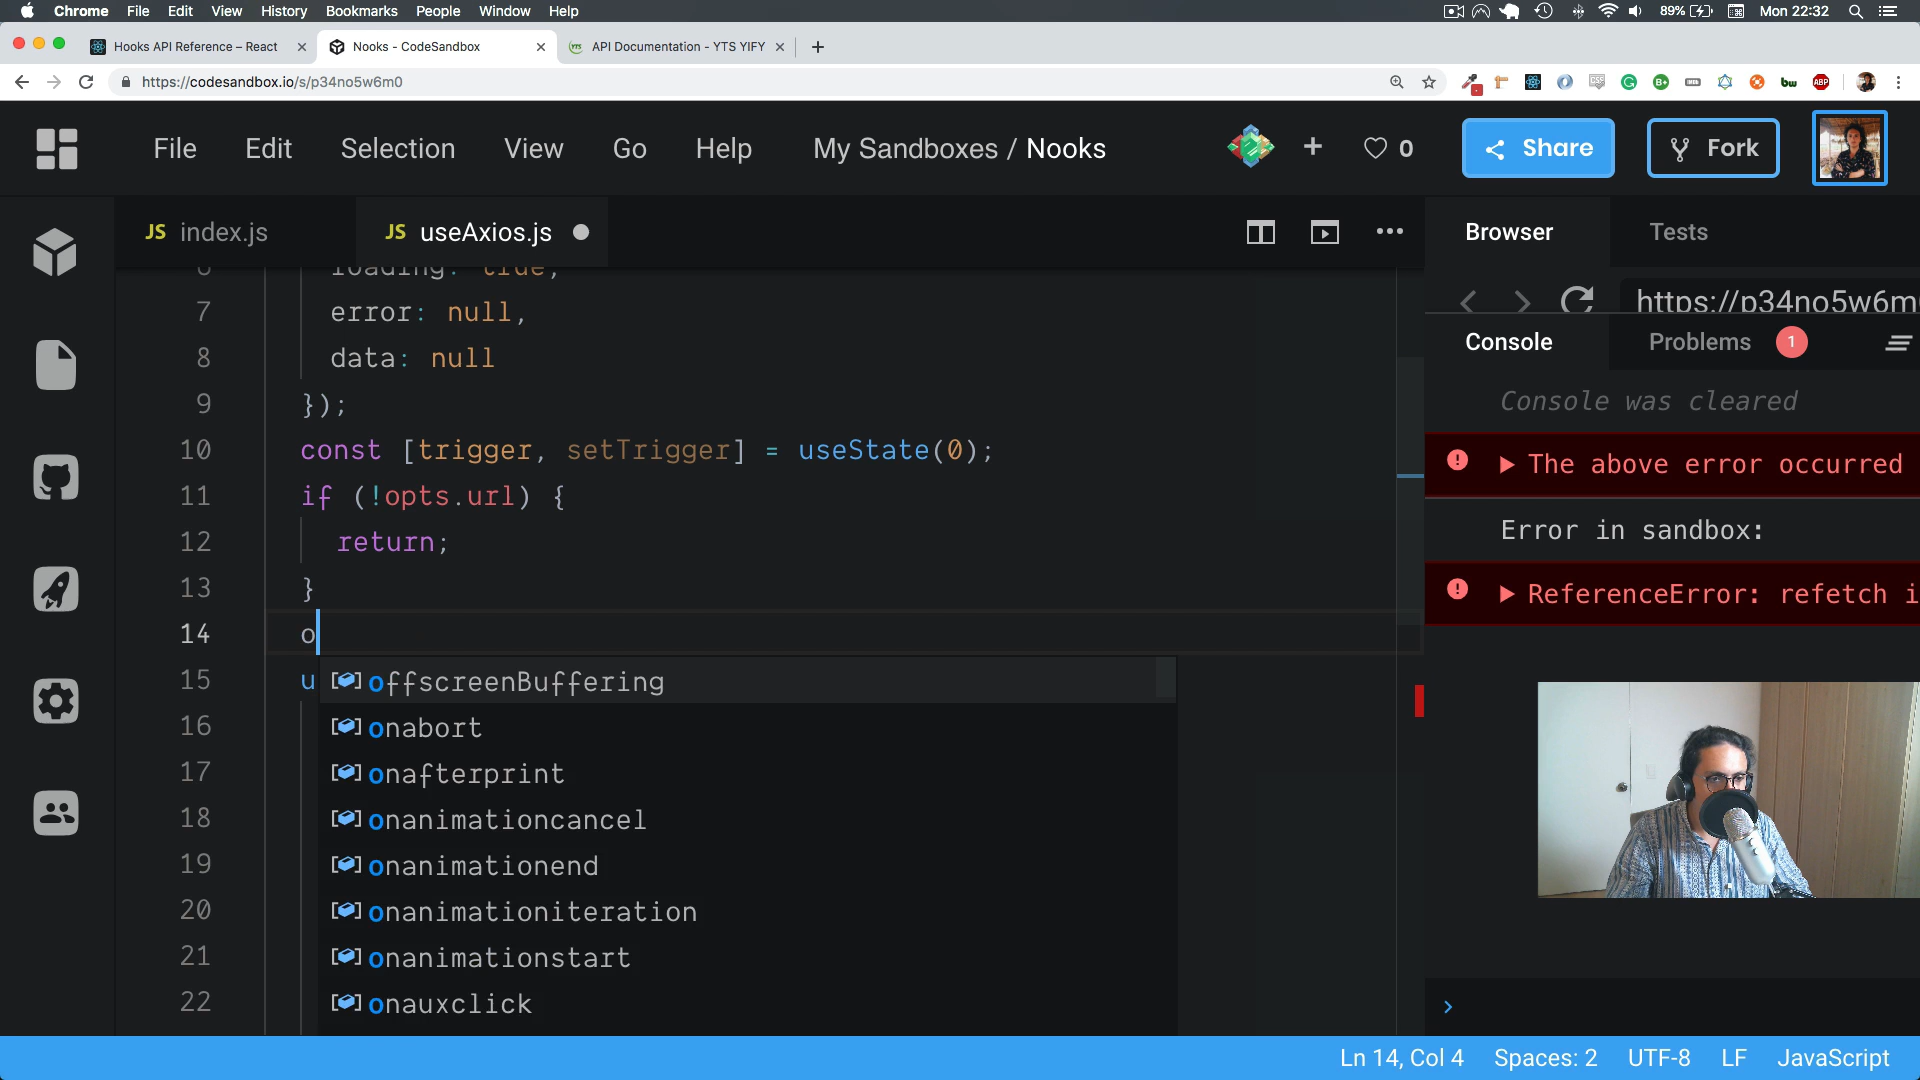 Chrome File Edit View History Bookmarks People Window Help 89% Mon 22:32
Hooks API Reference – React Nooks - CodeSandbox API Documentation - YTS YIFY
https://codesandbox.io/s/p34no5w6m0
File Edit Selection View Go Help My Sandboxes / Nooks 0 Share Fork
JS index.js JS useAxios.js Browser Tests
6 loading: true,
https://p34no5w6m
7 error: null,
Console Problems 1
8 data: null
9 });
Console was cleared
10 const [trigger, setTrigger] = useState(0);
The above error occurred
11 if (!opts.url) {
12 return;
Error in sandbox:
13 }
ReferenceError: refetch i
14 o
15 u offscreenBuffering
16 onabort
17 onafterprint
18 onanimationcancel
19 onanimationend
20 onanimationiteration
21 onanimationstart
22 onauxclick
Ln 14, Col 4 Spaces: 2 UTF-8 LF JavaScript